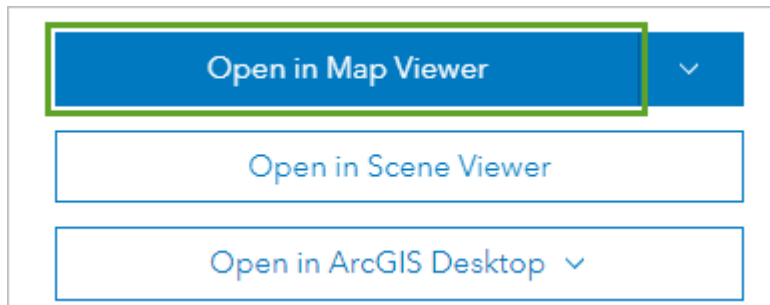 Open in Map Viewer
Open in Scene Viewer
Open in ArcGIS Desktop